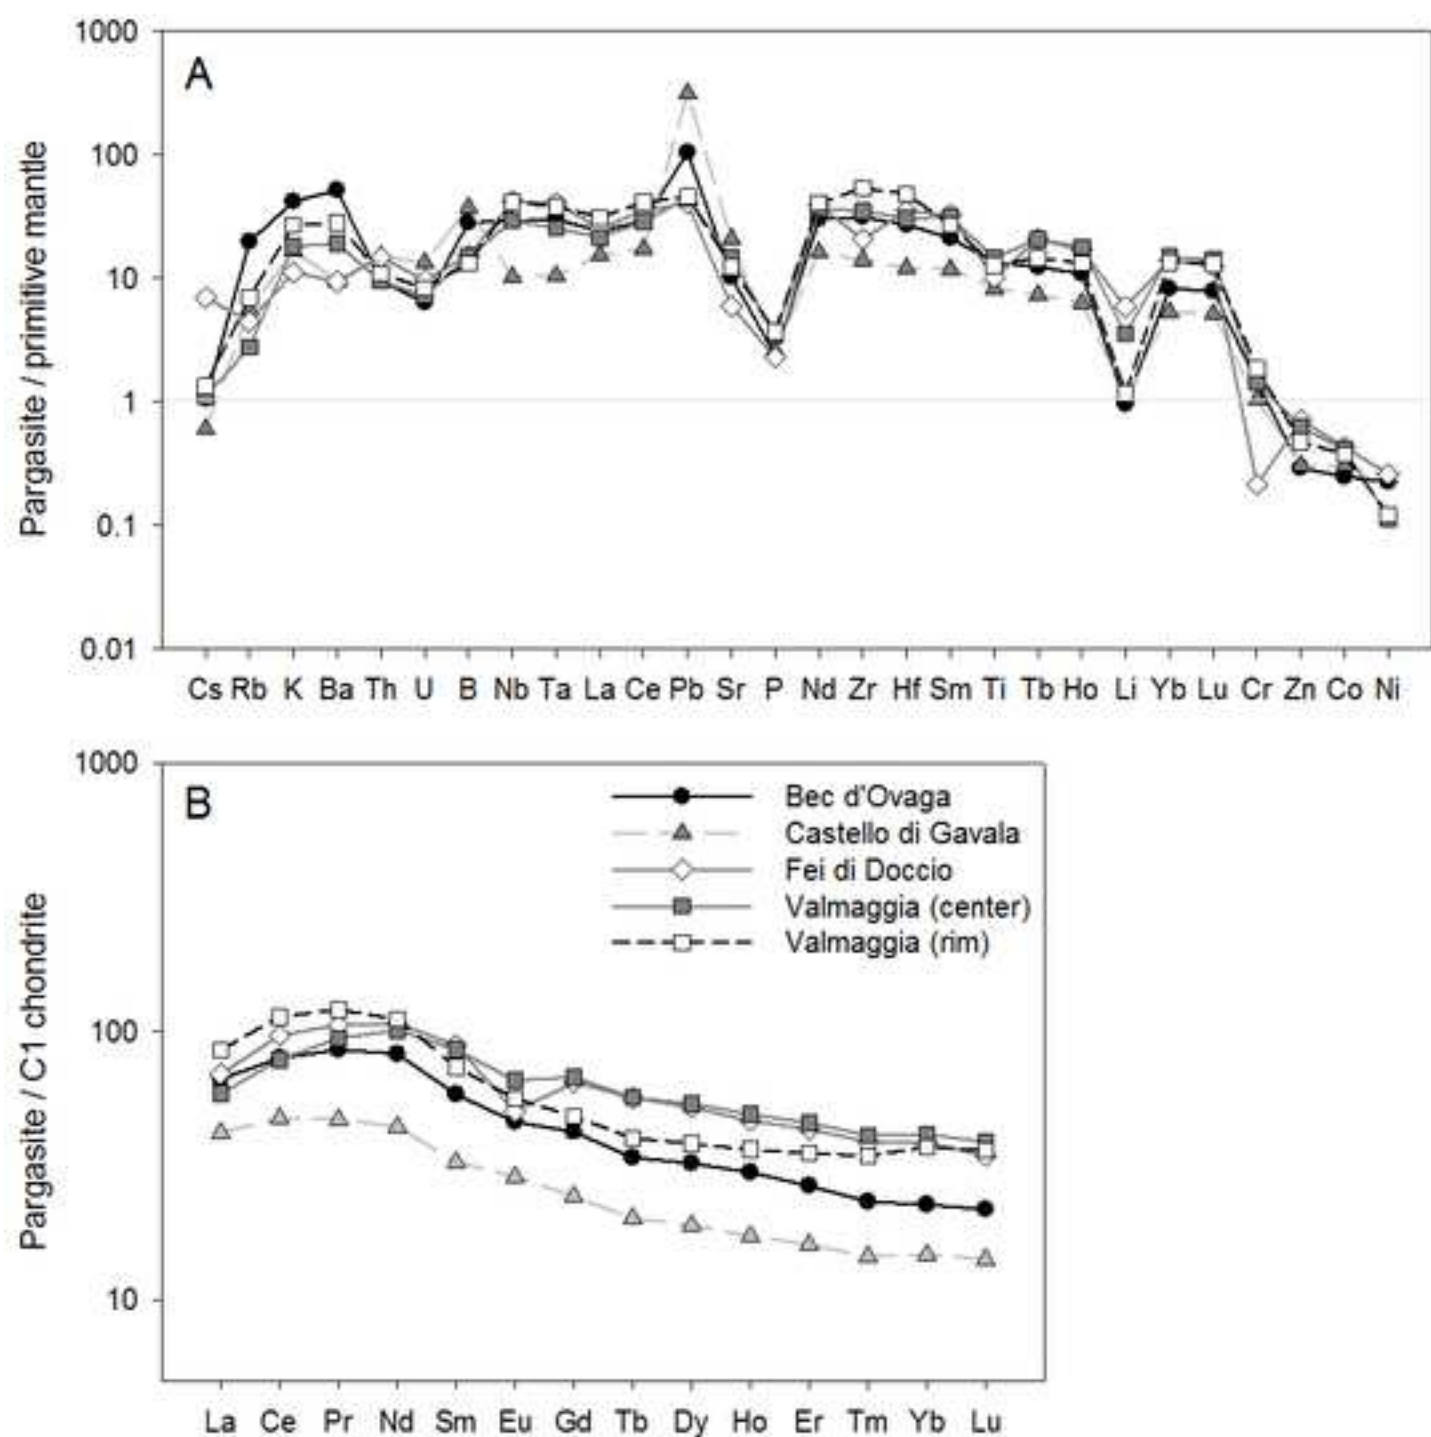 1000
A
100
10
1
0.1
0.01
Pargasite / primitive mantle
Cs Rb K Ba Th U B Nb Ta La Ce Pb Sr P Nd Zr Hf Sm Ti Tb Ho Li Yb Lu Cr Zn Co Ni
1000
B
Bec d'Ovaga
Castello di Gavala
Fei di Doccio
Valmaggia (center)
Valmaggia (rim)
100
10
Pargasite / C1 chondrite
La Ce Pr Nd Sm Eu Gd Tb Dy Ho Er Tm Yb Lu